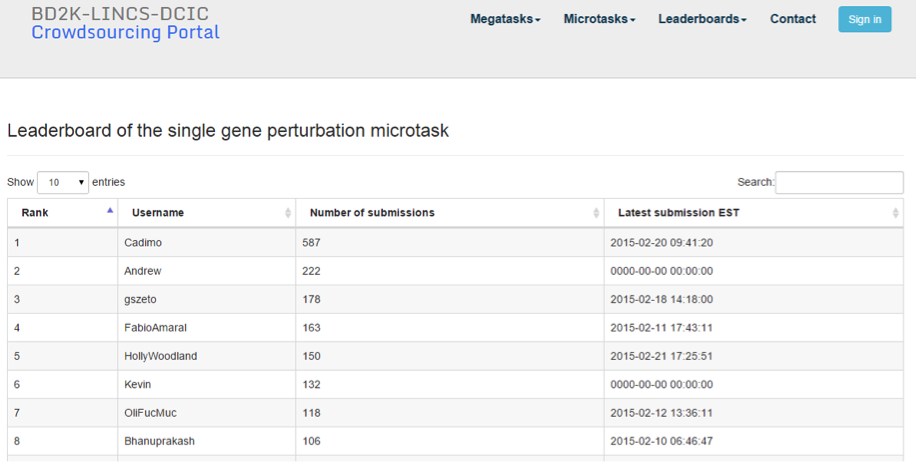 BD2K-LINCS-DCIC
Crowdsourcing Portal
Megatasks Microtasks Leaderboards Contact Sign in
Leaderboard of the single gene perturbation microtask
Show 10 entries Search:
Rank Username Number of submissions Latest submission EST
1 Cadimo 587 2015-02-20 09:41:20
2 Andrew 222 0000-00-00 00:00:00
3 gszeto 178 2015-02-18 14:18:00
4 FabioAmaral 163 2015-02-11 17:43:11
5 HollyWoodland 150 2015-02-21 17:25:51
6 Kevin 132 0000-00-00 00:00:00
7 OliFucMuc 118 2015-02-12 13:36:11
8 Bhanuprakash 106 2015-02-10 06:46:47